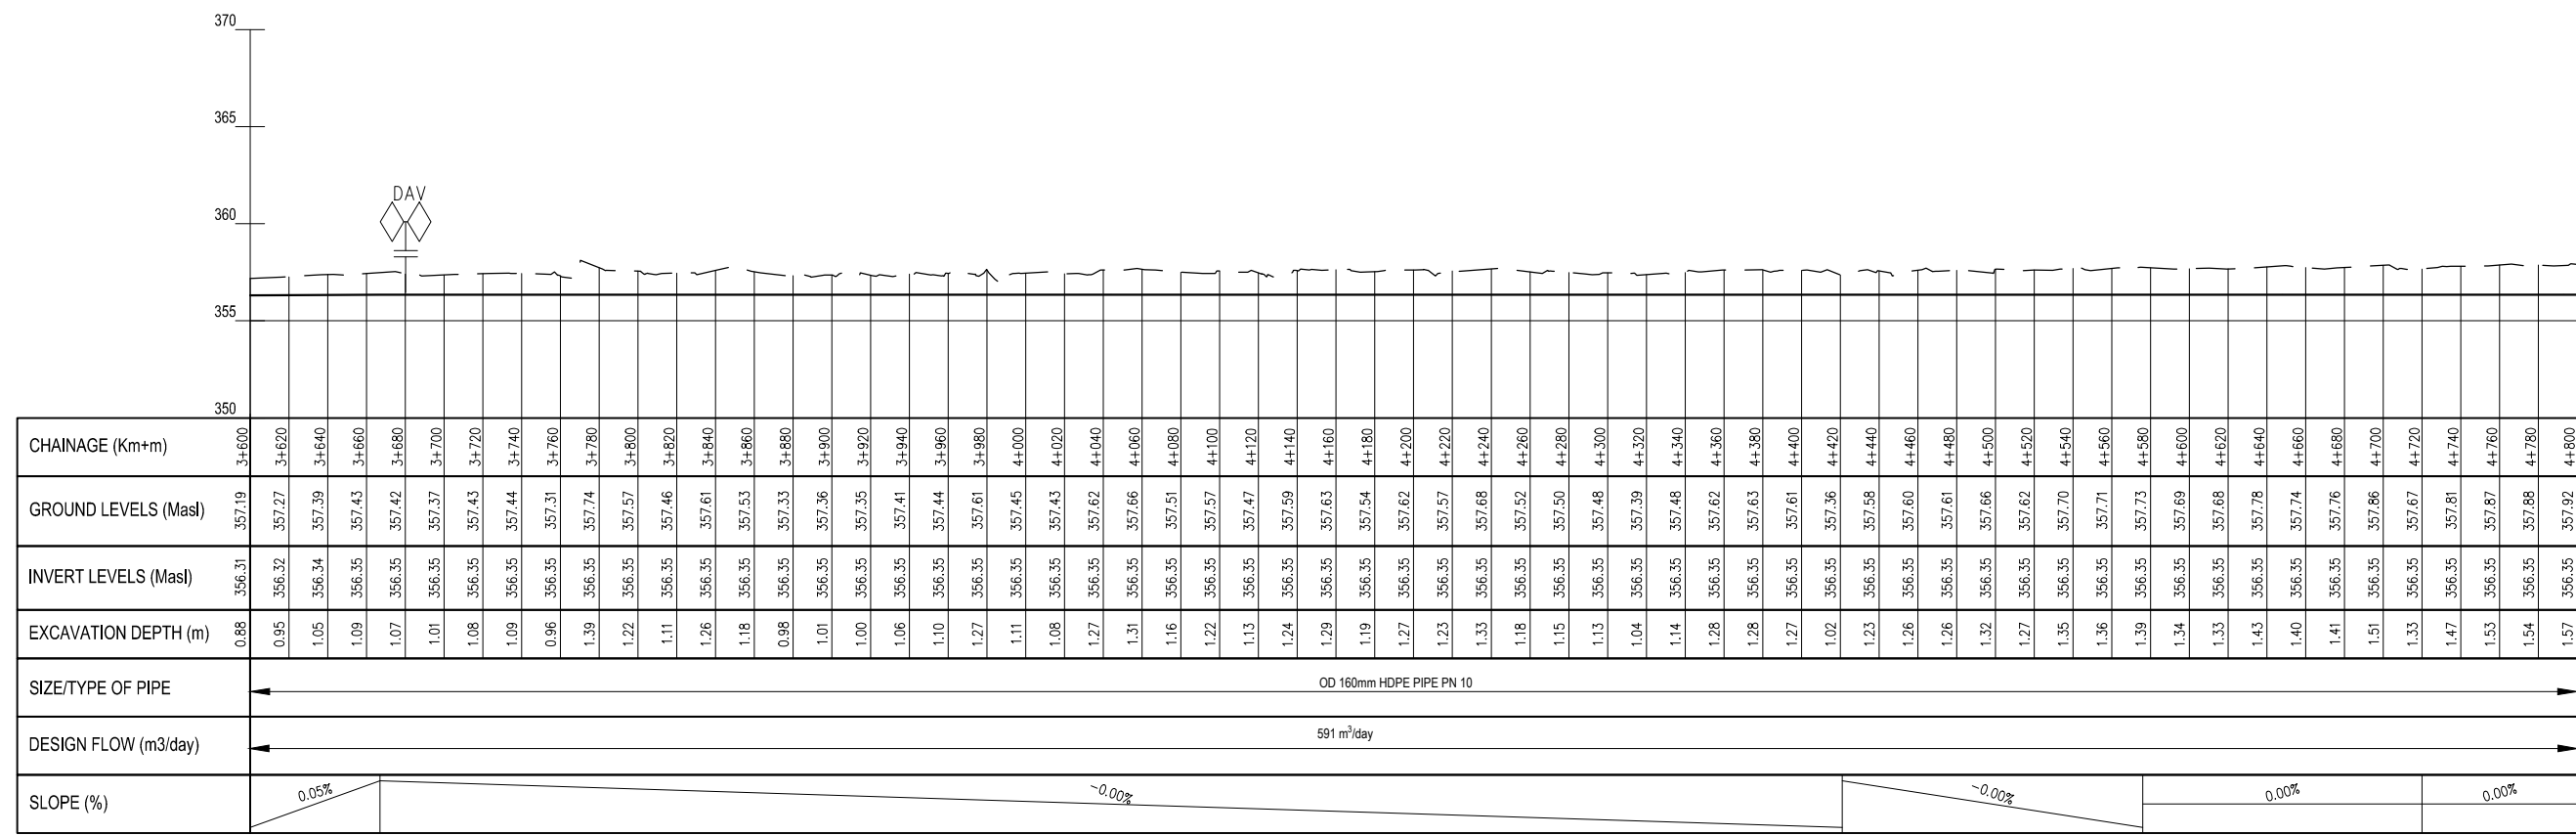 370
365
DAV
360
355
350
CHAINAGE (Km+m) 3+600 3+620 3+640 3+660 3+680 3+700 3+720 3+740 3+760 3+780 3+800 3+820 3+840 3+860 3+880 3+900 3+920 3+940 3+960 3+980 4+000 4+020 4+040 4+060 4+080 4+100 4+120 4+140 4+160 4+180 4+200 4+220 4+240 4+260 4+280 4+300 4+320 4+340 4+360 4+380 4+400 4+420 4+440 4+460 4+480 4+500 4+520 4+540 4+560 4+580 4+600 4+620 4+640 4+660 4+680 4+700 4+720 4+740 4+760 4+780 4+800
GROUND LEVELS (Masl) 357.19 357.27 357.39 357.43 357.42 357.37 357.43 357.44 357.31 357.74 357.57 357.46 357.61 357.53 357.33 357.36 357.35 357.41 357.44 357.61 357.45 357.43 357.62 357.66 357.51 357.57 357.47 357.59 357.63 357.54 357.62 357.57 357.68 357.52 357.50 357.48 357.39 357.48 357.62 357.63 357.61 357.36 357.58 357.60 357.61 357.66 357.62 357.70 357.71 357.73 357.69 357.68 357.78 357.74 357.76 357.86 357.67 357.81 357.87 357.88 357.92
INVERT LEVELS (Masl) 356.31 356.32 356.34 356.35 356.35 356.35 356.35 356.35 356.35 356.35 356.35 356.35 356.35 356.35 356.35 356.35 356.35 356.35 356.35 356.35 356.35 356.35 356.35 356.35 356.35 356.35 356.35 356.35 356.35 356.35 356.35 356.35 356.35 356.35 356.35 356.35 356.35 356.35 356.35 356.35 356.35 356.35 356.35 356.35 356.35 356.35 356.35 356.35 356.35 356.35 356.35 356.35 356.35 356.35 356.35 356.35 356.35 356.35 356.35 356.35 356.35
EXCAVATION DEPTH (m) 0.88 0.95 1.05 1.09 1.07 1.01 1.08 1.09 0.96 1.39 1.22 1.11 1.26 1.18 0.98 1.01 1.00 1.06 1.10 1.27 1.11 1.08 1.27 1.31 1.16 1.22 1.13 1.24 1.29 1.19 1.27 1.23 1.33 1.18 1.15 1.13 1.04 1.14 1.28 1.28 1.27 1.02 1.23 1.26 1.26 1.32 1.27 1.35 1.36 1.39 1.34 1.33 1.43 1.40 1.41 1.51 1.33 1.47 1.53 1.54 1.57
SIZE/TYPE OF PIPE OD 160mm HDPE PIPE PN 10
DESIGN FLOW (m3/day) 591 m³/day
SLOPE (%) 0.05% -0.00% -0.00% 0.00% 0.00%